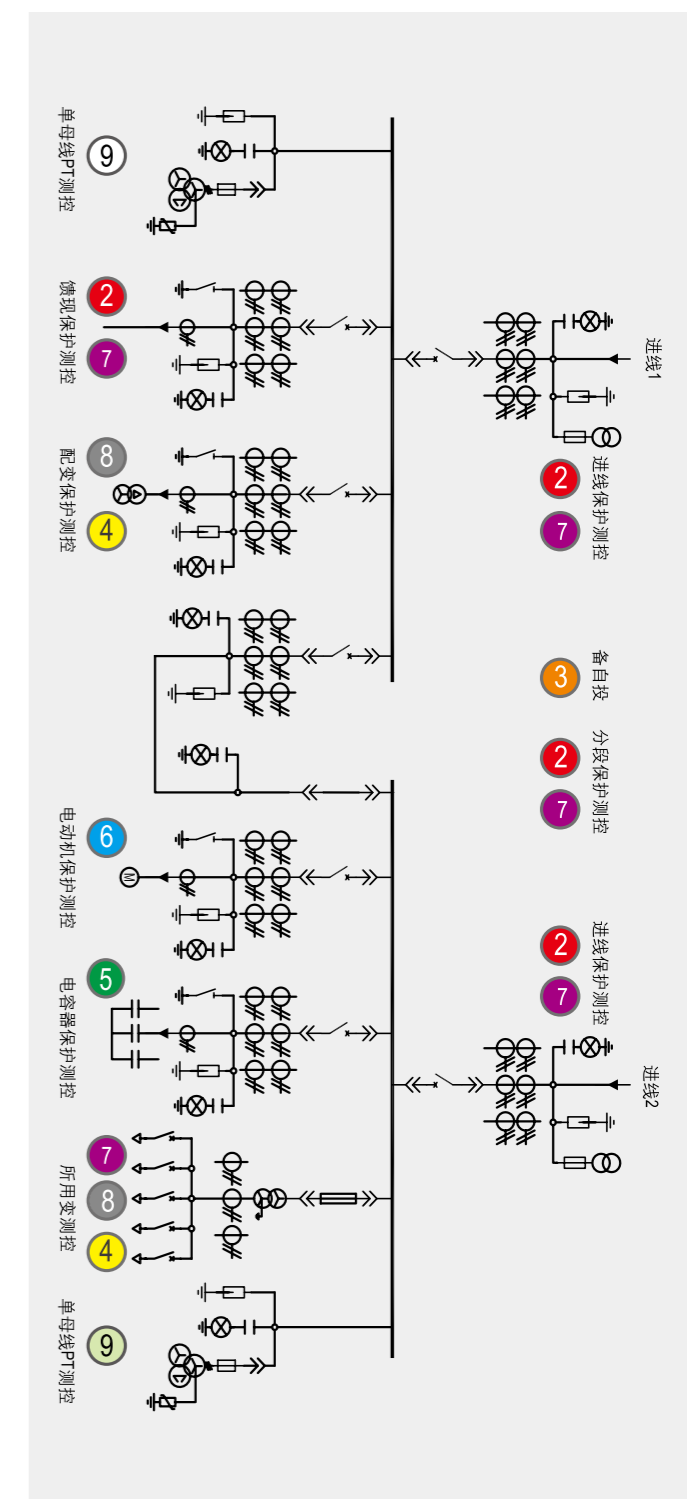 进线1
进线2
进线保护测控
2
7
备自投
3
分段保护测控
2
7
进线保护测控
2
7
M
9
单母线PT测控
2
7
馈现保护测控
8
4
配变保护测控
6
电动机保护测控
5
电容器保护测控
7
8
4
所用变测控
9
单母线PT测控